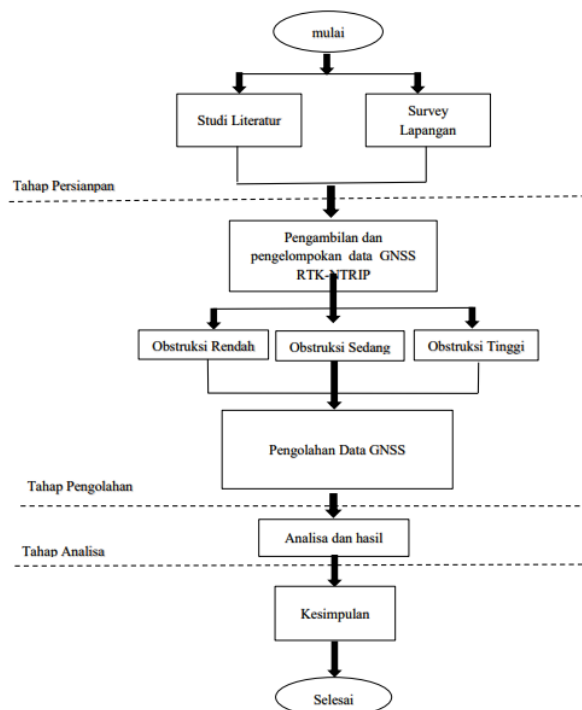 mulai
Studi Literatur
Survey
Lapangan
Tahap Persianpan
Pengambilan dan
pengelompokan data GNSS
RTK-NTRIP
Obstruksi Rendah
Obstruksi Sedang
Obstruksi Tinggi
Pengolahan Data GNSS
Tahap Pengolahan
Analisa dan hasil
Tahap Analisa
Kesimpulan
Selesai